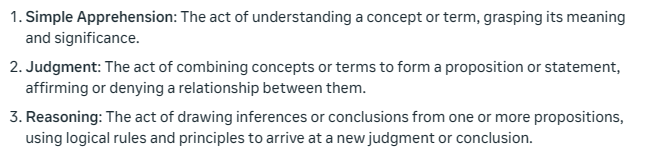 1. Simple Apprehension: The act of understanding a concept or term, grasping its meaning
and significance.
2. Judgment: The act of combining concepts or terms to form a proposition or statement,
affirming or denying a relationship between them.
3. Reasoning: The act of drawing inferences or conclusions from one or more propositions,
using logical rules and principles to arrive at a new judgment or conclusion.